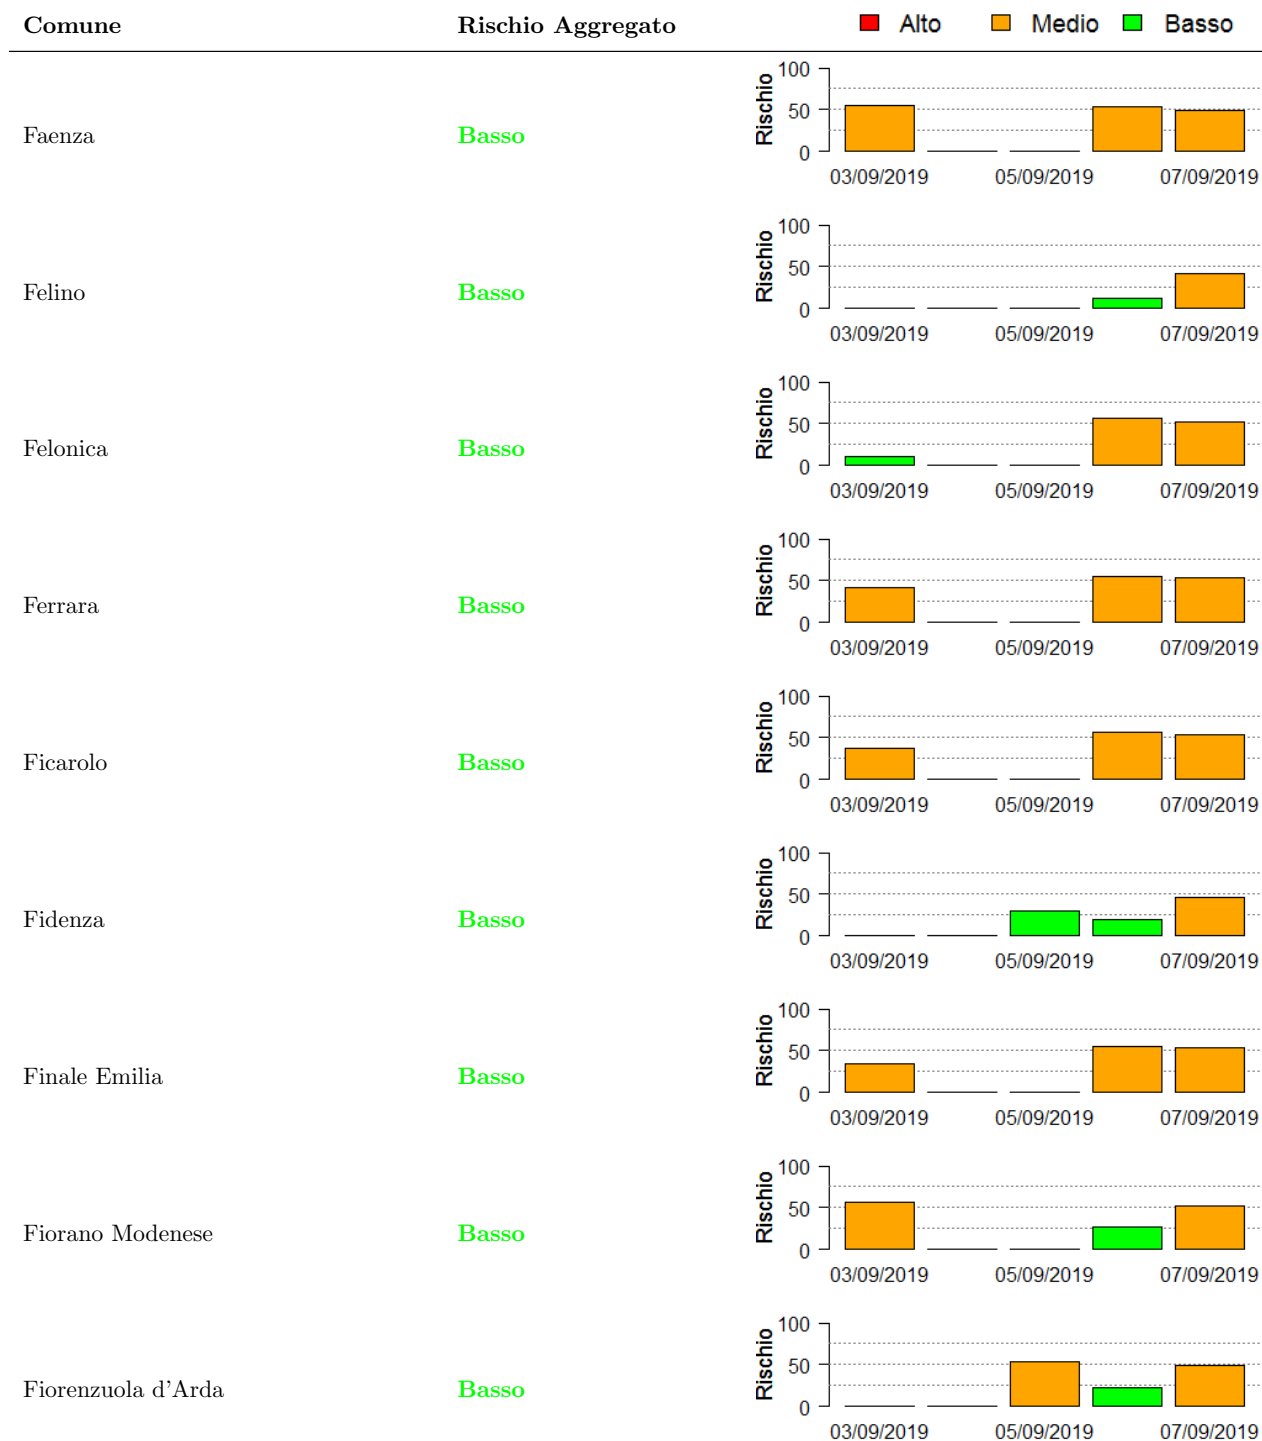 Comune Rischio Aggregato Alto Medio Basso
Faenza Basso
Rischio
100
50
0
03/09/2019 05/09/2019 07/09/2019
Felino Basso
Rischio
100
50
0
03/09/2019 05/09/2019 07/09/2019
Felonica Basso
Rischio
100
50
0
03/09/2019 05/09/2019 07/09/2019
Ferrara Basso
Rischio
100
50
0
03/09/2019 05/09/2019 07/09/2019
Ficarolo Basso
Rischio
100
50
0
03/09/2019 05/09/2019 07/09/2019
Fidenza Basso
Rischio
100
50
0
03/09/2019 05/09/2019 07/09/2019
Finale Emilia Basso
Rischio
100
50
0
03/09/2019 05/09/2019 07/09/2019
Fiorano Modenese Basso
Rischio
100
50
0
03/09/2019 05/09/2019 07/09/2019
Fiorenzuola d'Arda Basso
Rischio
100
50
0
03/09/2019 05/09/2019 07/09/2019